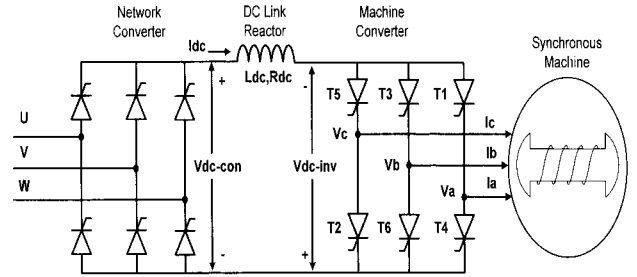 Network
Converter
DC Link
Reactor
Machine
Converter
Synchronous
Machine
Idc
Ldc,Rdc
+
-
T5
T3
T1
U
V
W
Vdc-con
Vdc-inv
Vc
Vb
Va
Ic
Ib
Ia
T2
T6
T4
-
+